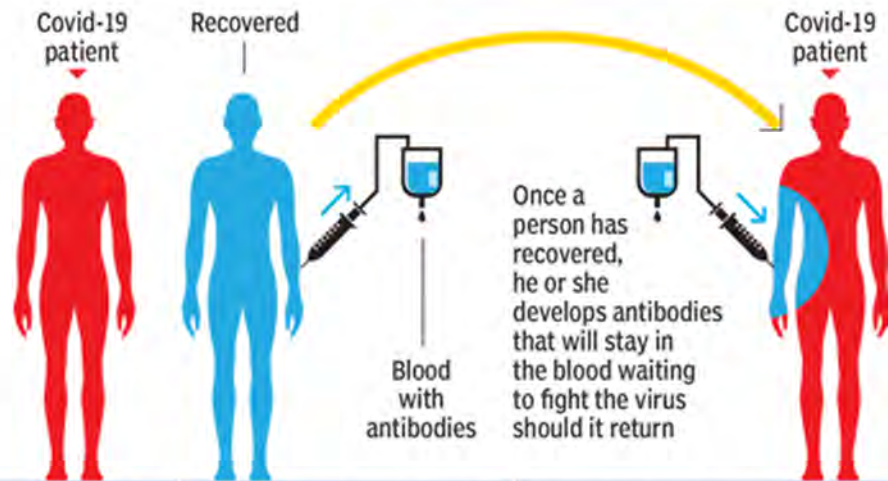 Covid-19
patient
Recovered
Covid-19
patient
Blood
with
antibodies
Once a
person has
recovered,
he or she
develops antibodies
that will stay in
the blood waiting
to fight the virus
should it return